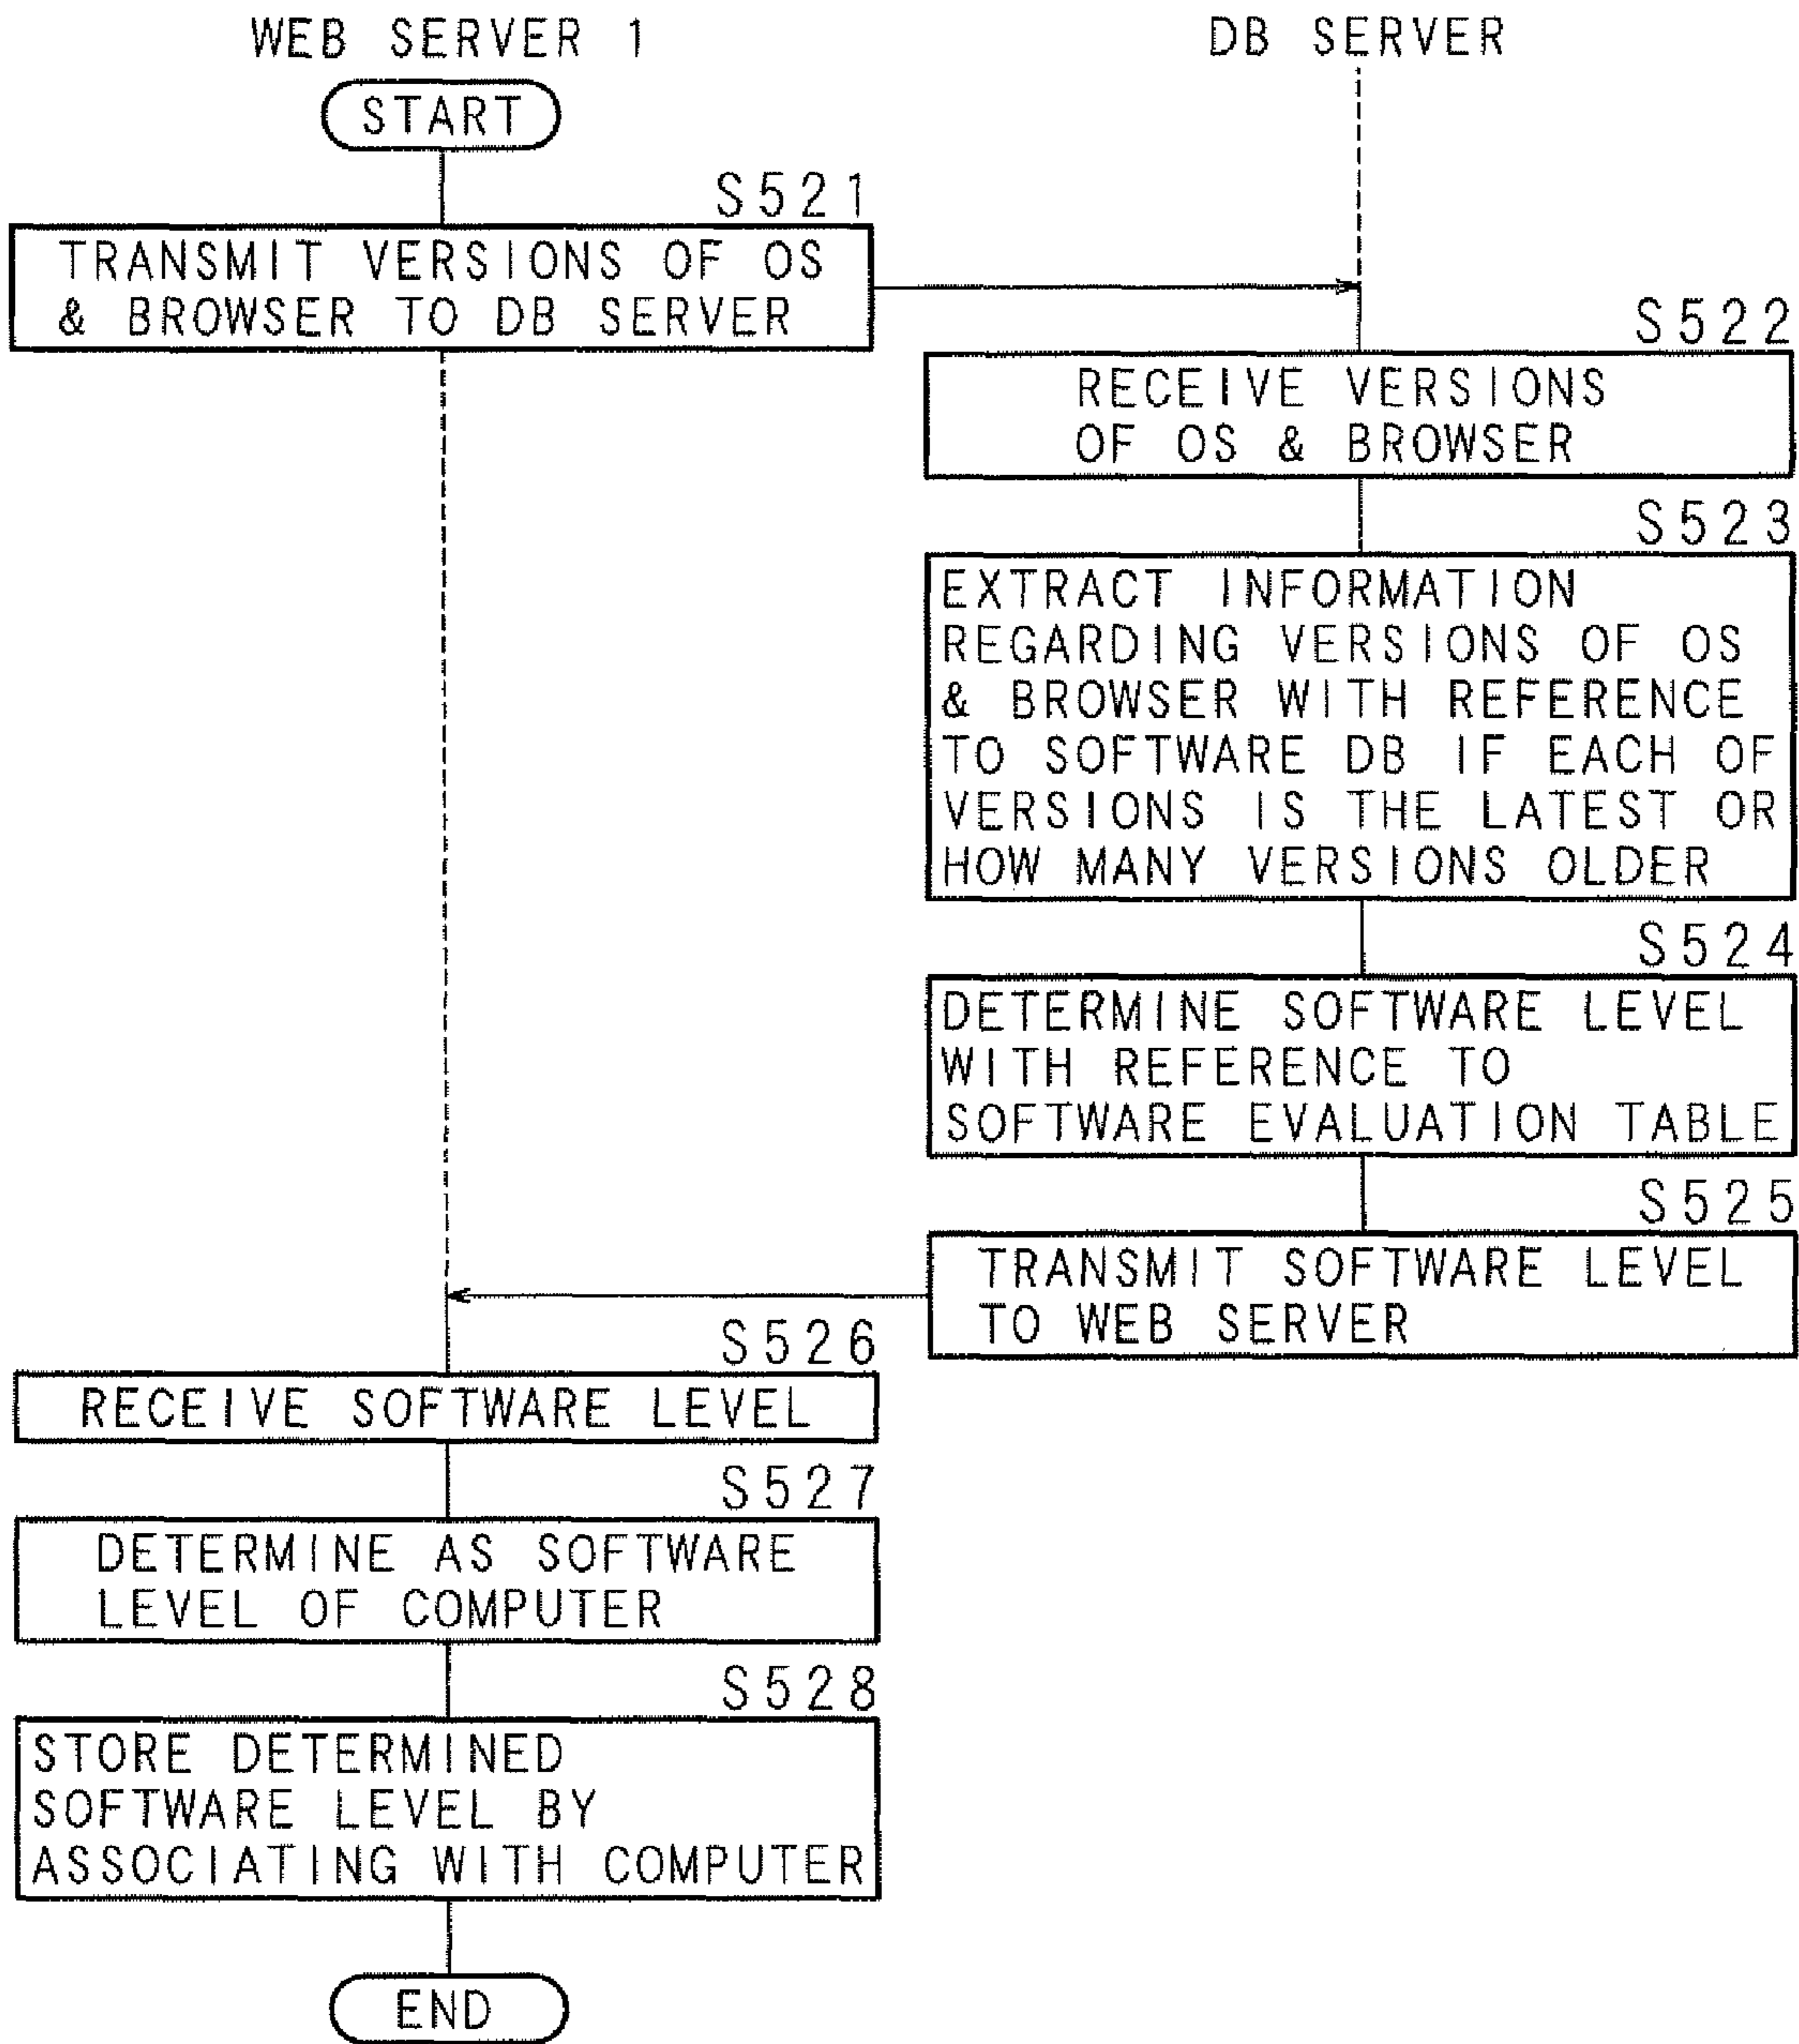 WEB SERVER 1
DB SERVER
START
S521
TRANSMIT VERSIONS OF OS
& BROWSER TO DB SERVER
S522
RECEIVE VERSIONS
OF OS & BROWSER
S523
EXTRACT INFORMATION
REGARDING VERSIONS OF OS
& BROWSER WITH REFERENCE
TO SOFTWARE DB IF EACH OF
VERSIONS IS THE LATEST OR
HOW MANY VERSIONS OLDER
S524
DETERMINE SOFTWARE LEVEL
WITH REFERENCE TO
SOFTWARE EVALUATION TABLE
S525
TRANSMIT SOFTWARE LEVEL
TO WEB SERVER
S526
RECEIVE SOFTWARE LEVEL
S527
DETERMINE AS SOFTWARE
LEVEL OF COMPUTER
S528
STORE DETERMINED
SOFTWARE LEVEL BY
ASSOCIATING WITH COMPUTER
END